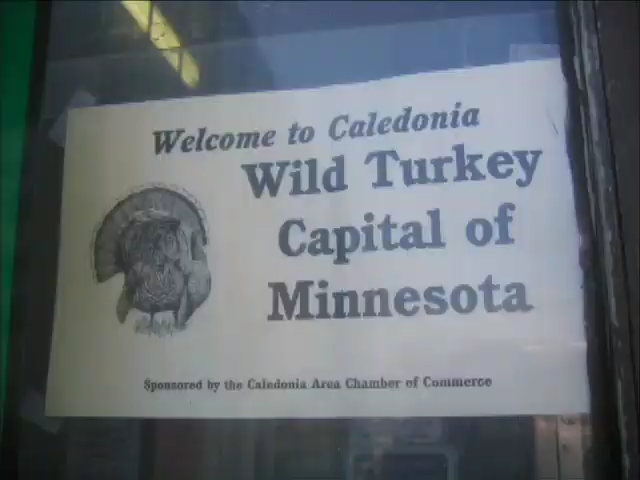 Welcome to Caledonia
Wild Turkey
Capital of
Minnesota
Sponsored by the Caledonia Area Chamber of Commerce